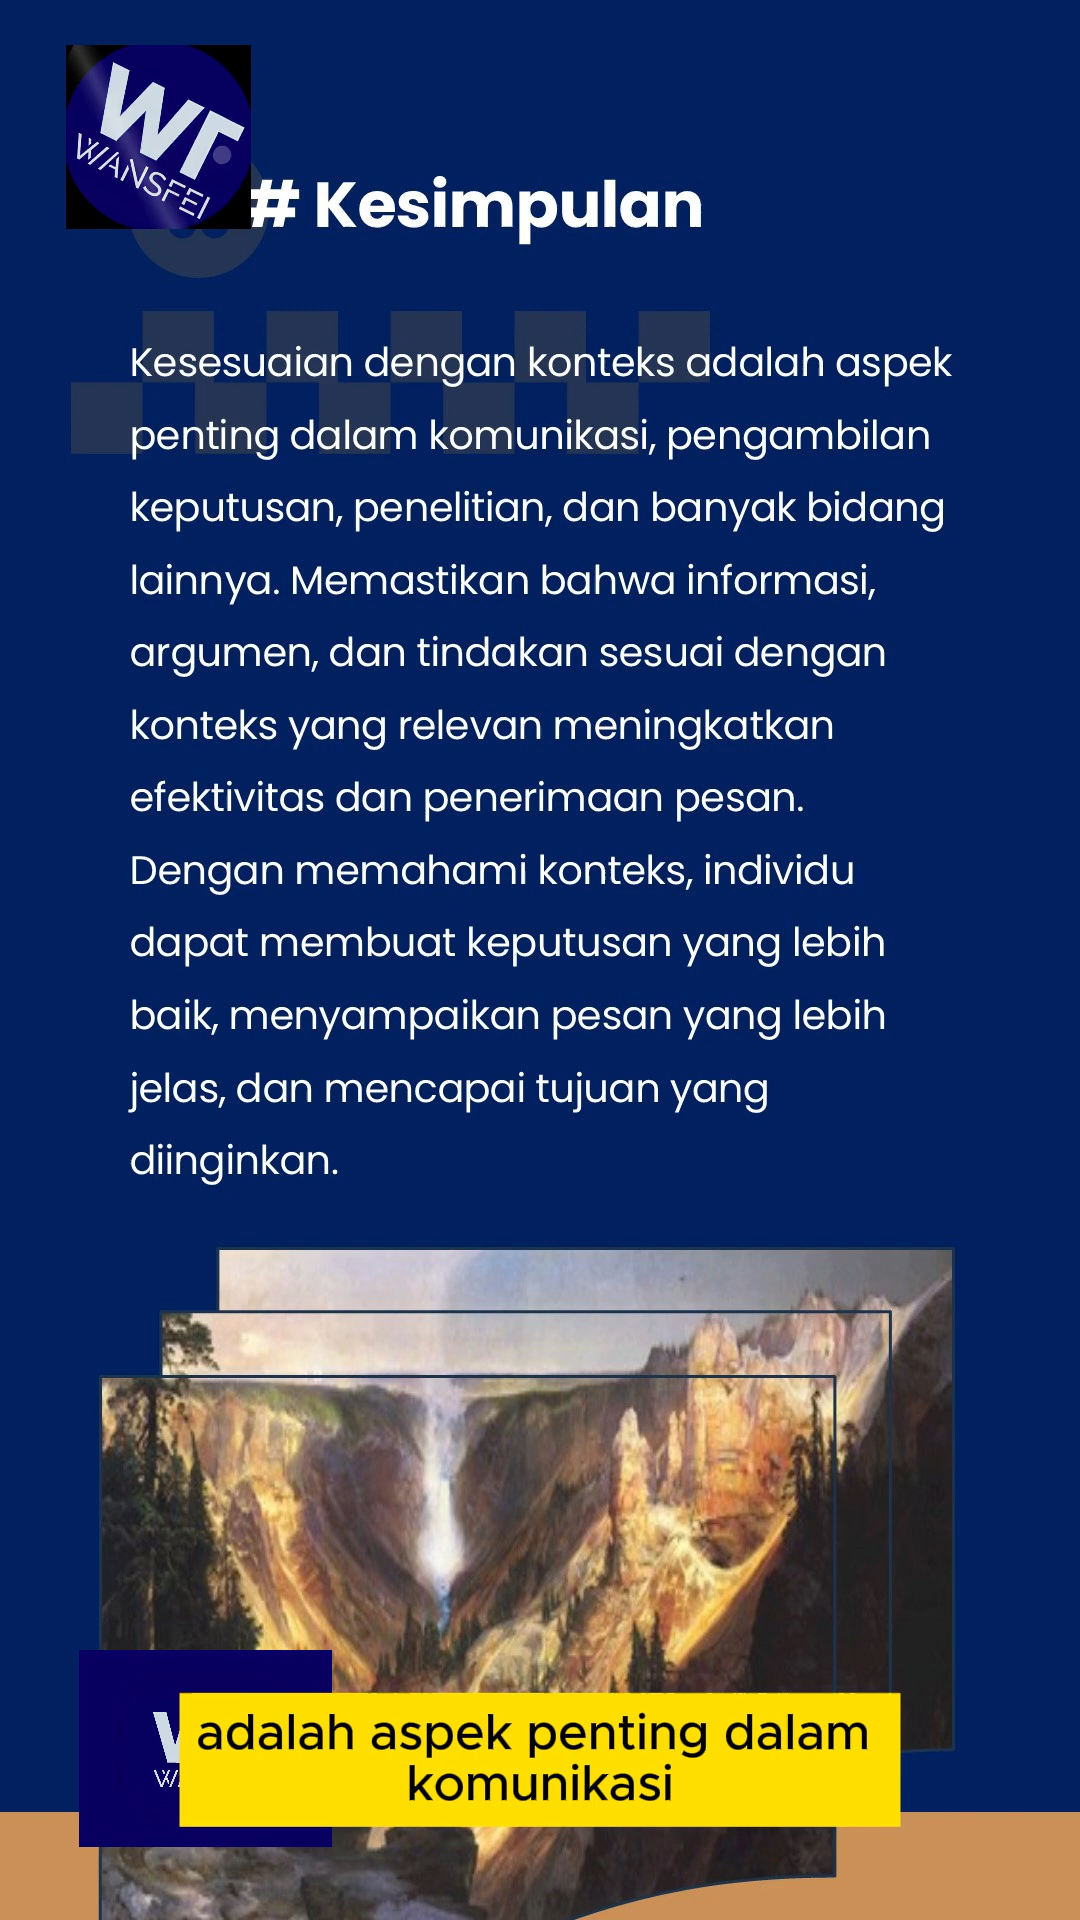 WF
WANSFEI
# Kesimpulan
Kesesuaian dengan konteks adalah aspek
penting dalam komunikasi, pengambilan
keputusan, penelitian, dan banyak bidang
lainnya. Memastikan bahwa informasi,
argumen, dan tindakan sesuai dengan
konteks yang relevan meningkatkan
efektivitas dan penerimaan pesan.
Dengan memahami konteks, individu
dapat membuat keputusan yang lebih
baik, menyampaikan pesan yang lebih
jelas, dan mencapai tujuan yang
diinginkan.
adalah aspek penting dalam
komunikasi